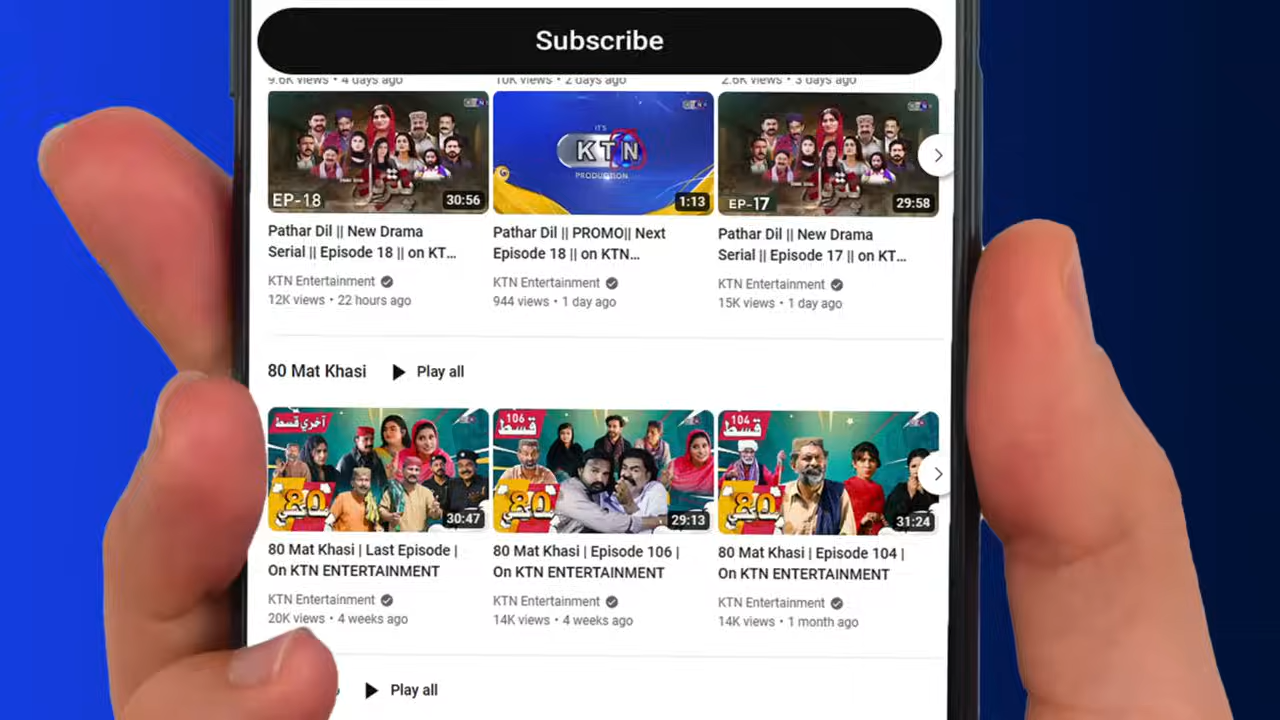 Subscribe
9.6K views • 4 days ago
10K views • 2 days ago
2.6K views • 3 days ago
EP-18
30:56
IT'S
KTN
PRODUCTION
1:13
EP-17
29:58
Pathar Dil || New Drama
Serial || Episode 18 || on KT...
KTN Entertainment
12K views • 22 hours ago
Pathar Dil || PROMO|| Next
Episode 18 || on KTN...
KTN Entertainment
944 views • 1 day ago
Pathar Dil || New Drama
Serial || Episode 17 || on KT...
KTN Entertainment
15K views • 1 day ago
80 Mat Khasi
Play all
آخري قسط
80
30:47
106
قسط
80
29:13
104
قسط
80
31:24
80 Mat Khasi | Last Episode |
On KTN ENTERTAINMENT
KTN Entertainment
20K views • 4 weeks ago
80 Mat Khasi | Episode 106 |
On KTN ENTERTAINMENT
KTN Entertainment
14K views • 4 weeks ago
80 Mat Khasi | Episode 104 |
On KTN ENTERTAINMENT
KTN Entertainment
14K views • 1 month ago
Play all